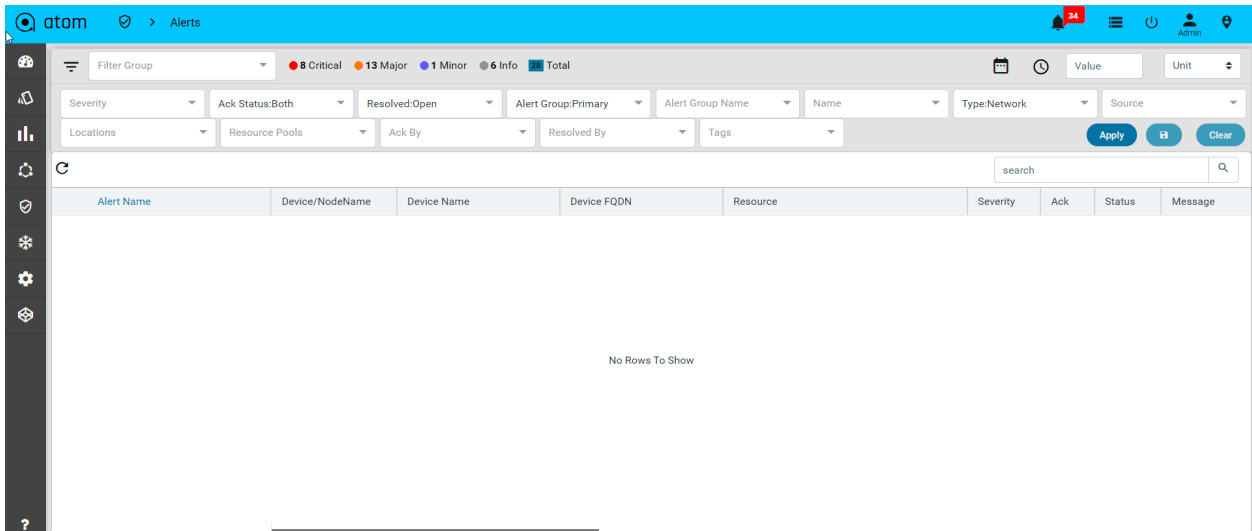 atom > Alerts 34 Admin
Filter Group 8 Critical 13 Major 1 Minor 6 Info 28 Total Value Unit
Severity Ack Status:Both Resolved:Open Alert Group:Primary Alert Group Name Name Type:Network Source
Locations Resource Pools Ack By Resolved By Tags Apply Clear
search
Alert Name Device/NodeName Device Name Device FQDN Resource Severity Ack Status Message
No Rows To Show
?